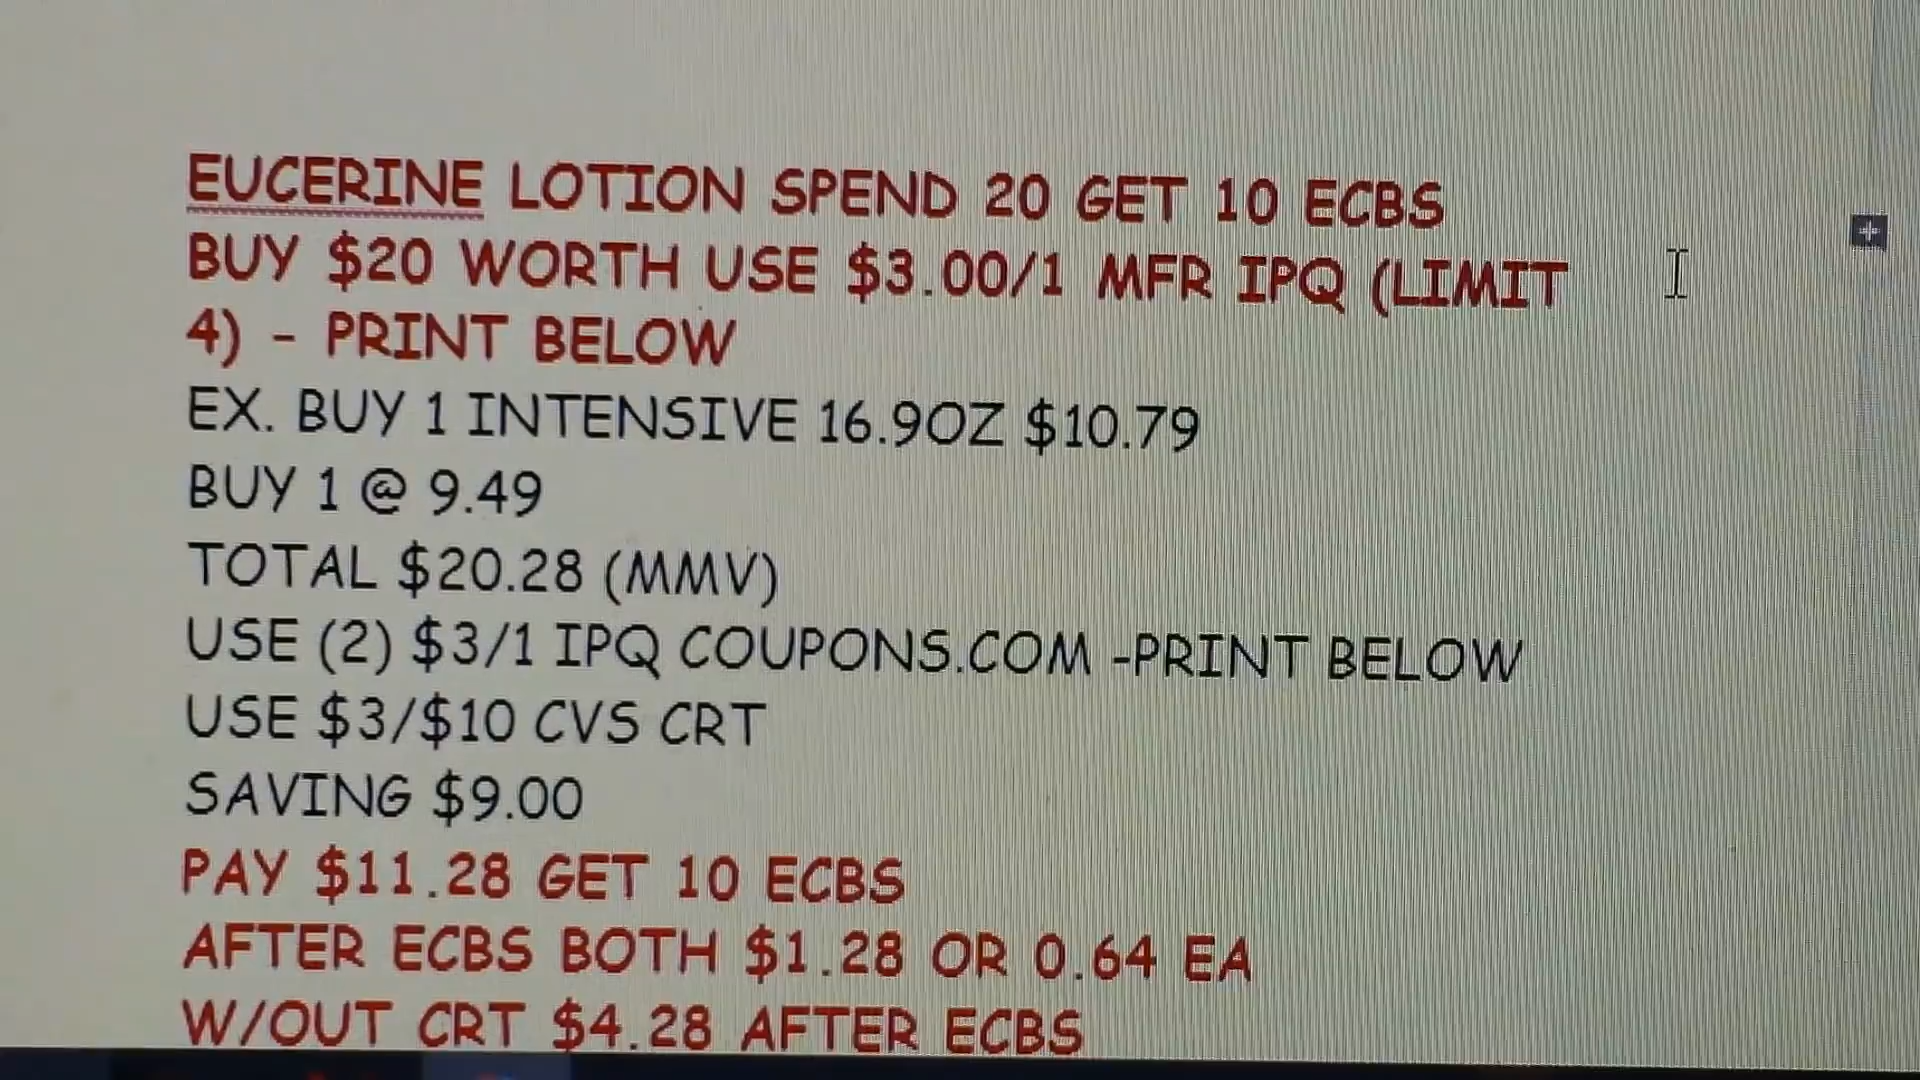 EUCERINE LOTION SPEND 20 GET 10 ECBS
BUY $20 WORTH USE $3.00/1 MFR IPQ (LIMIT
4) - PRINT BELOW
EX. BUY 1 INTENSIVE 16.9OZ $10.79
BUY 1 @ 9.49
TOTAL $20.28 (MMV)
USE (2) $3/1 IPQ COUPONS.COM -PRINT BELOW
USE $3/$10 CVS CRT
SAVING $9.00
PAY $11.28 GET 10 ECBS
AFTER ECBS BOTH $1.28 OR 0.64 EA
W/OUT CRT $4.28 AFTER ECBS